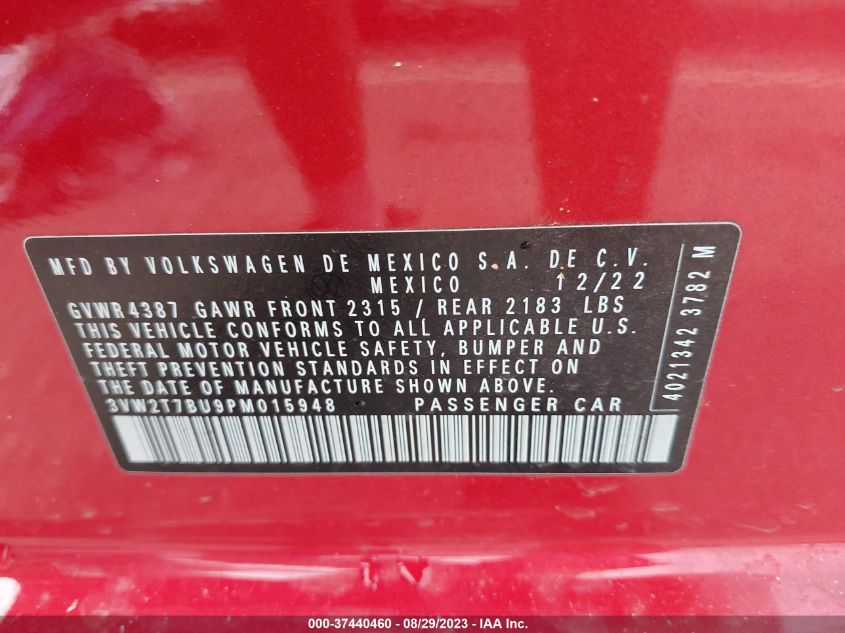 MFD BY VOLKSWAGEN DE MEXICO S.A. DE C.V.
MEXICO 12/22
GVWR 4387 GAWR FRONT 2315 / REAR 2183 LBS
THIS VEHICLE CONFORMS TO ALL APPLICABLE U.S.
FEDERAL MOTOR VEHICLE SAFETY, BUMPER AND
THEFT PREVENTION STANDARDS IN EFFECT ON
THE DATE OF MANUFACTURE SHOWN ABOVE.
3VW2T7BU9PM015948 PASSENGER CAR
4021342 3782 M
000-37440460 - 08/29/2023 - IAA Inc.